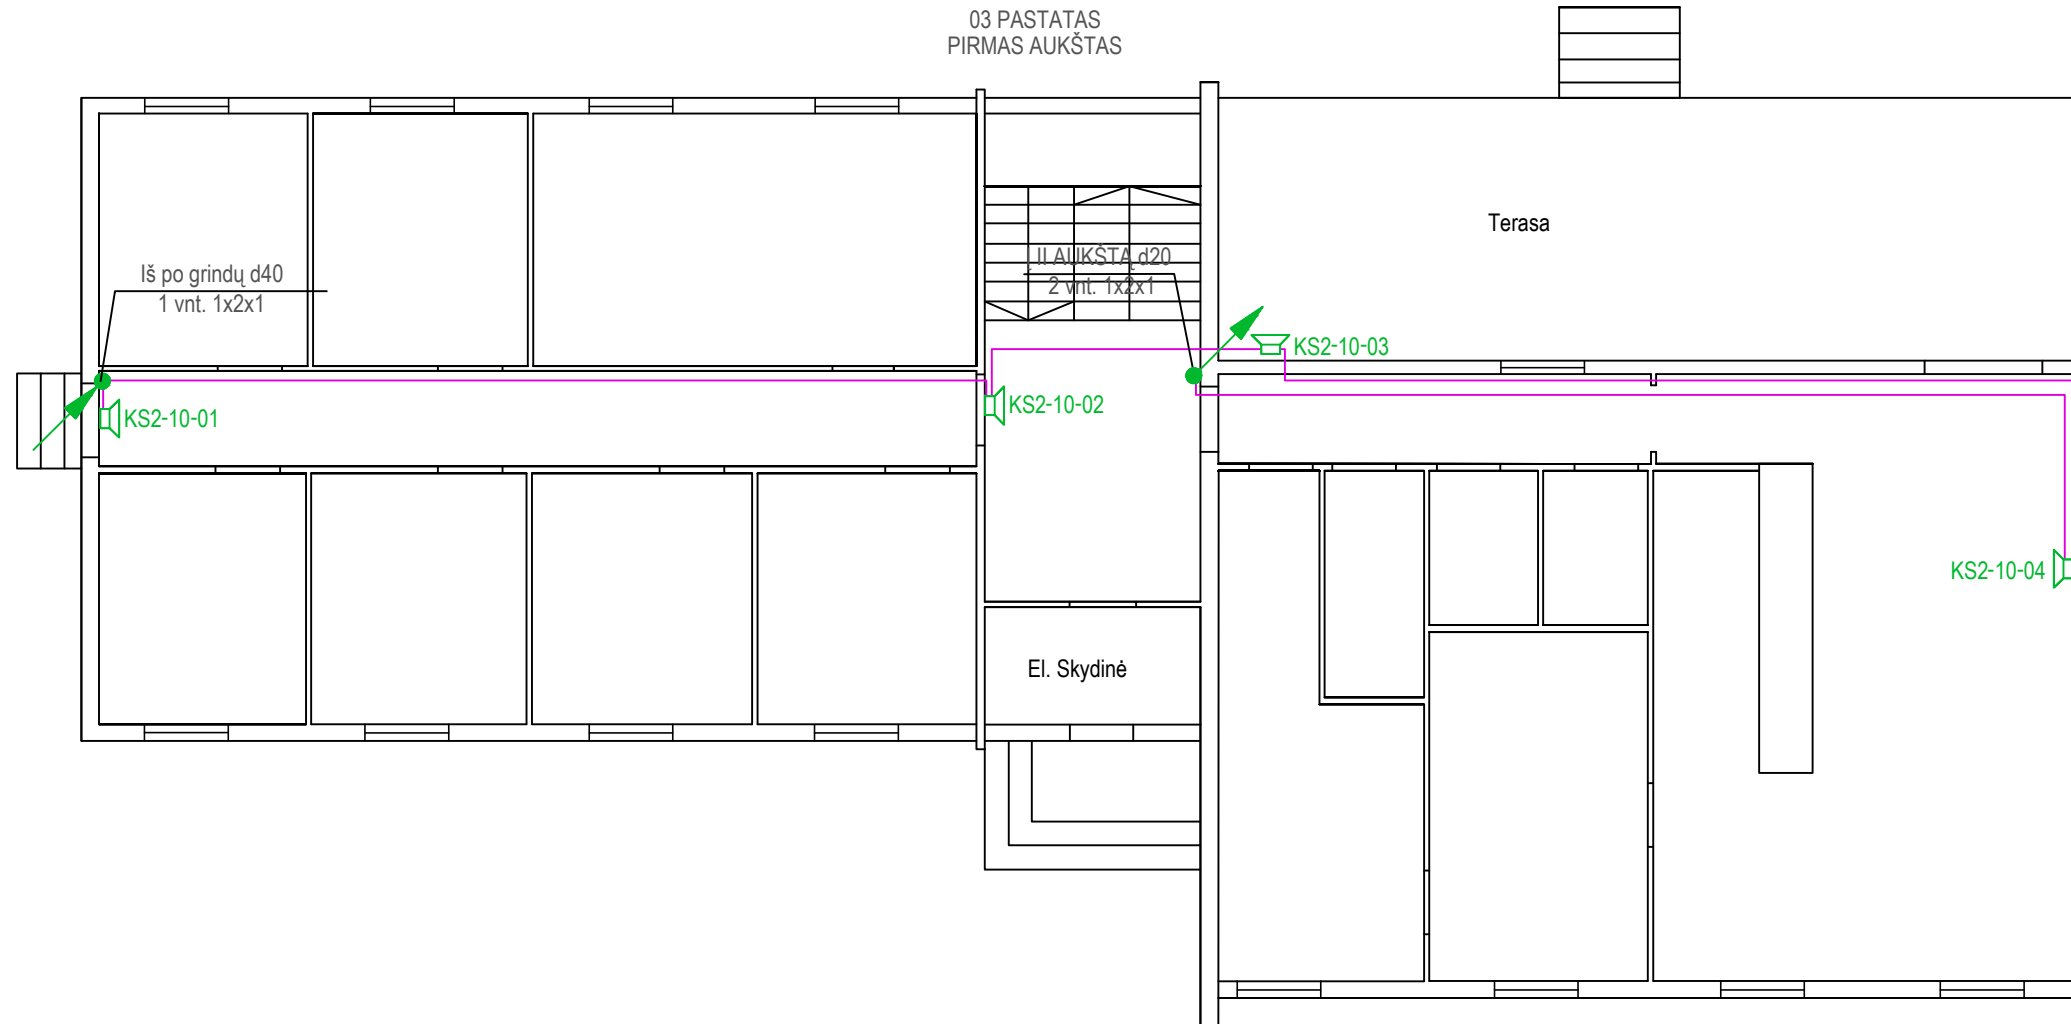 03 PASTATAS
PIRMAS AUKŠTAS
Terasa
Iš po grindų d40
1 vnt. 1x2x1
Į II AUKŠTĄ d20
2 vnt. 1x2x1
KS2-10-03
KS2-10-01
KS2-10-02
KS2-10-04
El. Skydinė